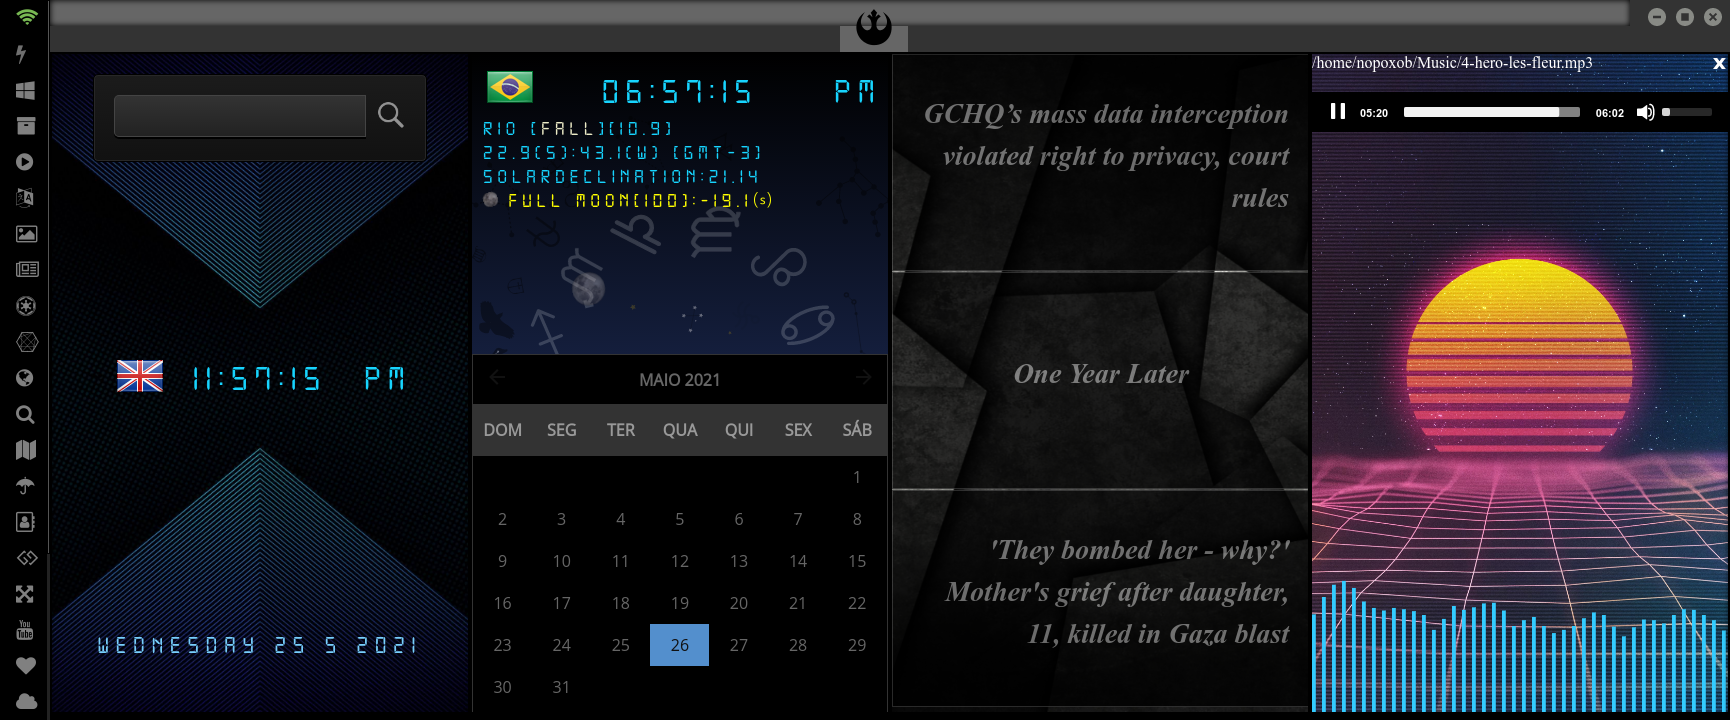 11:57:15 PM
WEDNESDAY 25 5 2021
06:57:15 PM
RIO (FALL)(10.9)
22.9(S):43.1(W) (GMT-3)
SOLARDECLINATION:21.14
FULL MOON(100):-19.1(s)
MAIO 2021
DOM SEG TER QUA QUI SEX SÁB
1
2 3 4 5 6 7 8
9 10 11 12 13 14 15
16 17 18 19 20 21 22
23 24 25 26 27 28 29
30 31
GCHQ’s mass data interception
violated right to privacy, court
rules
One Year Later
'They bombed her - why?'
Mother's grief after daughter,
11, killed in Gaza blast
/home/nopoxob/Music/4-hero-les-fleur.mp3 x
05:20 06:02
You
Tube